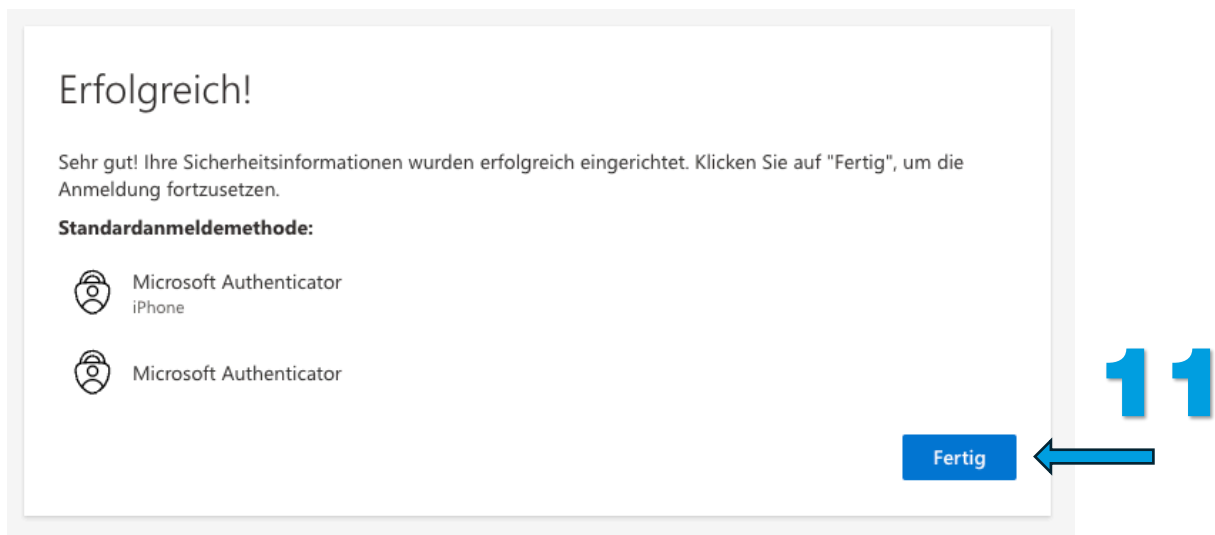 Erfolgreich!
Sehr gut! Ihre Sicherheitsinformationen wurden erfolgreich eingerichtet. Klicken Sie auf "Fertig", um die
Anmeldung fortzusetzen.
Standardanmeldemethode:
Microsoft Authenticator
iPhone
Microsoft Authenticator
11
Fertig